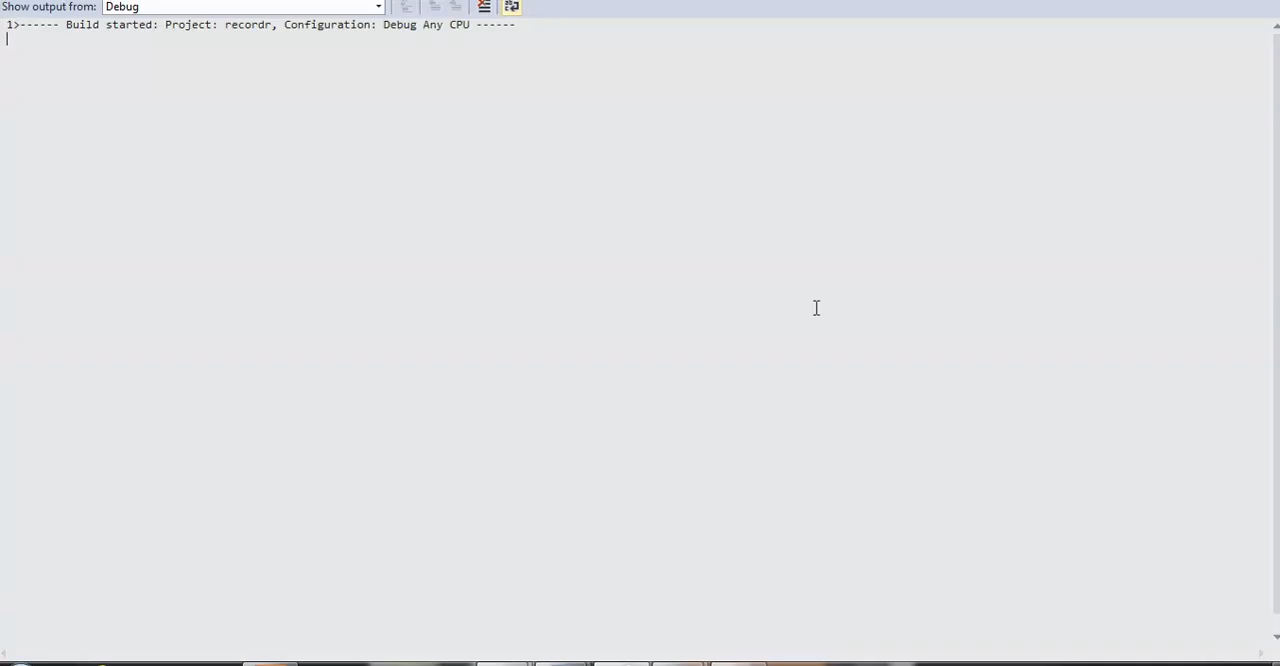 Show output from: Debug
1>------ Build started: Project: recordr, Configuration: Debug Any CPU ------